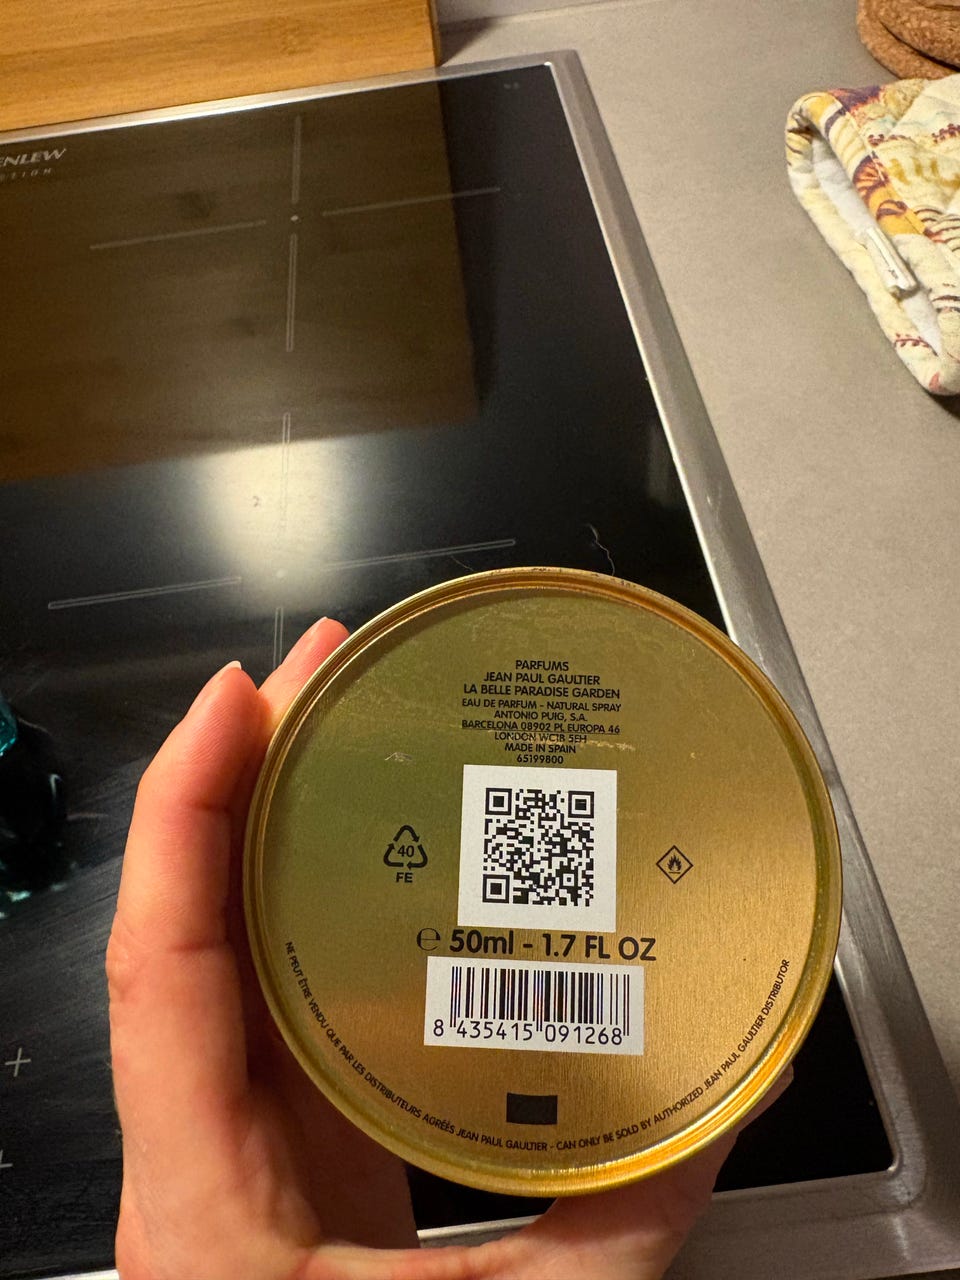 ENLEW
PARFUMS
JEAN PAUL GAULTIER
LA BELLE PARADISE GARDEN
EAU DE PARFUM - NATURAL SPRAY
ANTONIO PUIG, S.A.
BARCELONA 08902 PL EUROPA 46
LONDON WC1B 5EH
MADE IN SPAIN
65199800
40
FE
e 50ml - 1.7 FL OZ
8 435415 091268
NE PEUT ÊTRE VENDU QUE PAR LES DISTRIBUTEURS AGRÉÉS JEAN PAUL GAULTIER - CAN ONLY BE SOLD BY AUTHORIZED JEAN PAUL GAULTIER DISTRIBUTOR